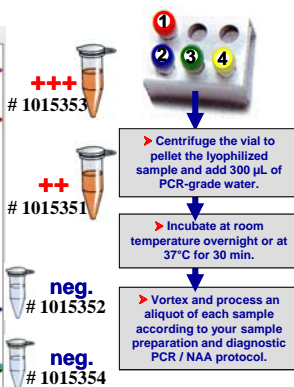 +++
# 1015353
++
# 1015351
neg.
# 1015352
neg.
# 1015354
1
2 3 4
➤ Centrifuge the vial to
pellet the lyophilized
sample and add 300 µL of
PCR-grade water.
➤ Incubate at room
temperature overnight or at
37°C for 30 min.
➤ Vortex and process an
aliquot of each sample
according to your sample
preparation and diagnostic
PCR / NAA protocol.